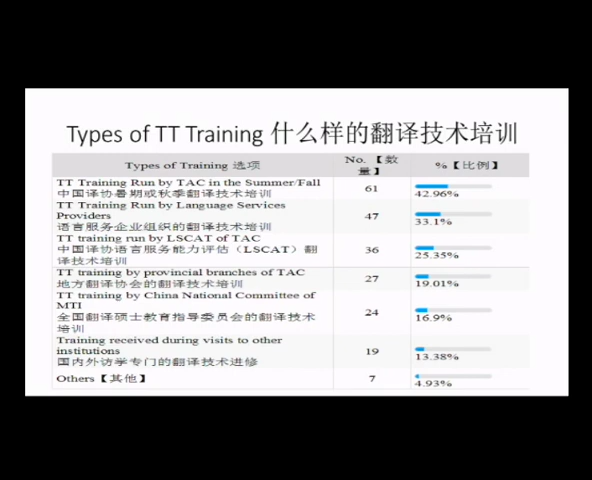 Types of TT Training 什么样的翻译技术培训
Types of Training 选项
No. 【数
量】
%【比例】
TT Training Run by TAC in the Summer/Fall
中国译协暑期或秋季翻译技术培训
61
42.96%
TT Training Run by Language Services
Providers
语言服务企业组织的翻译技术培训
47
33.1%
TT training run by LSCAT of TAC
中国译协语言服务能力评估（LSCAT）翻
译技术培训
36
25.35%
TT training by provincial branches of TAC
地方翻译协会的翻译技术培训
27
19.01%
TT training by China National Committee of
MTI
全国翻译硕士教育指导委员会的翻译技术
培训
24
16.9%
Training received during visits to other
institutions
国内外访学专门的翻译技术进修
19
13.38%
Others【其他】
7
4.93%